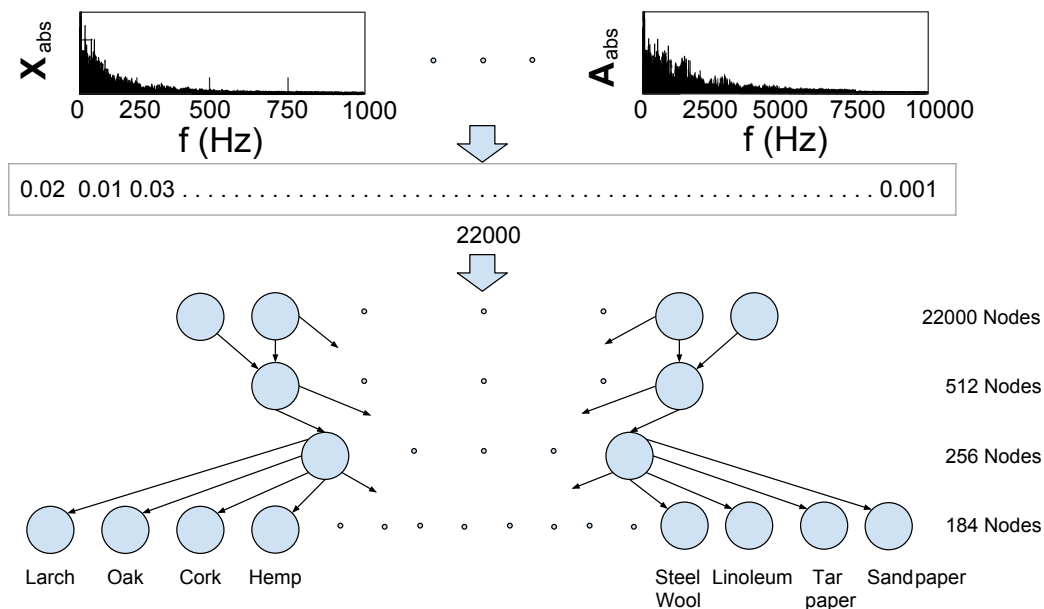 X abs
0 250 500 750 1000
f (Hz)
A abs
0 2500 5000 7500 10000
f (Hz)
0.02 0.01 0.03 . . . . . . . . . . . . . . . . . . . . . . . . . . . . . . . . . . . . . . . . . . . . . . . . . . . . . . 0.001
22000
22000 Nodes
512 Nodes
256 Nodes
184 Nodes
Larch Oak Cork Hemp Steel Wool Linoleum Tar paper Sandpaper